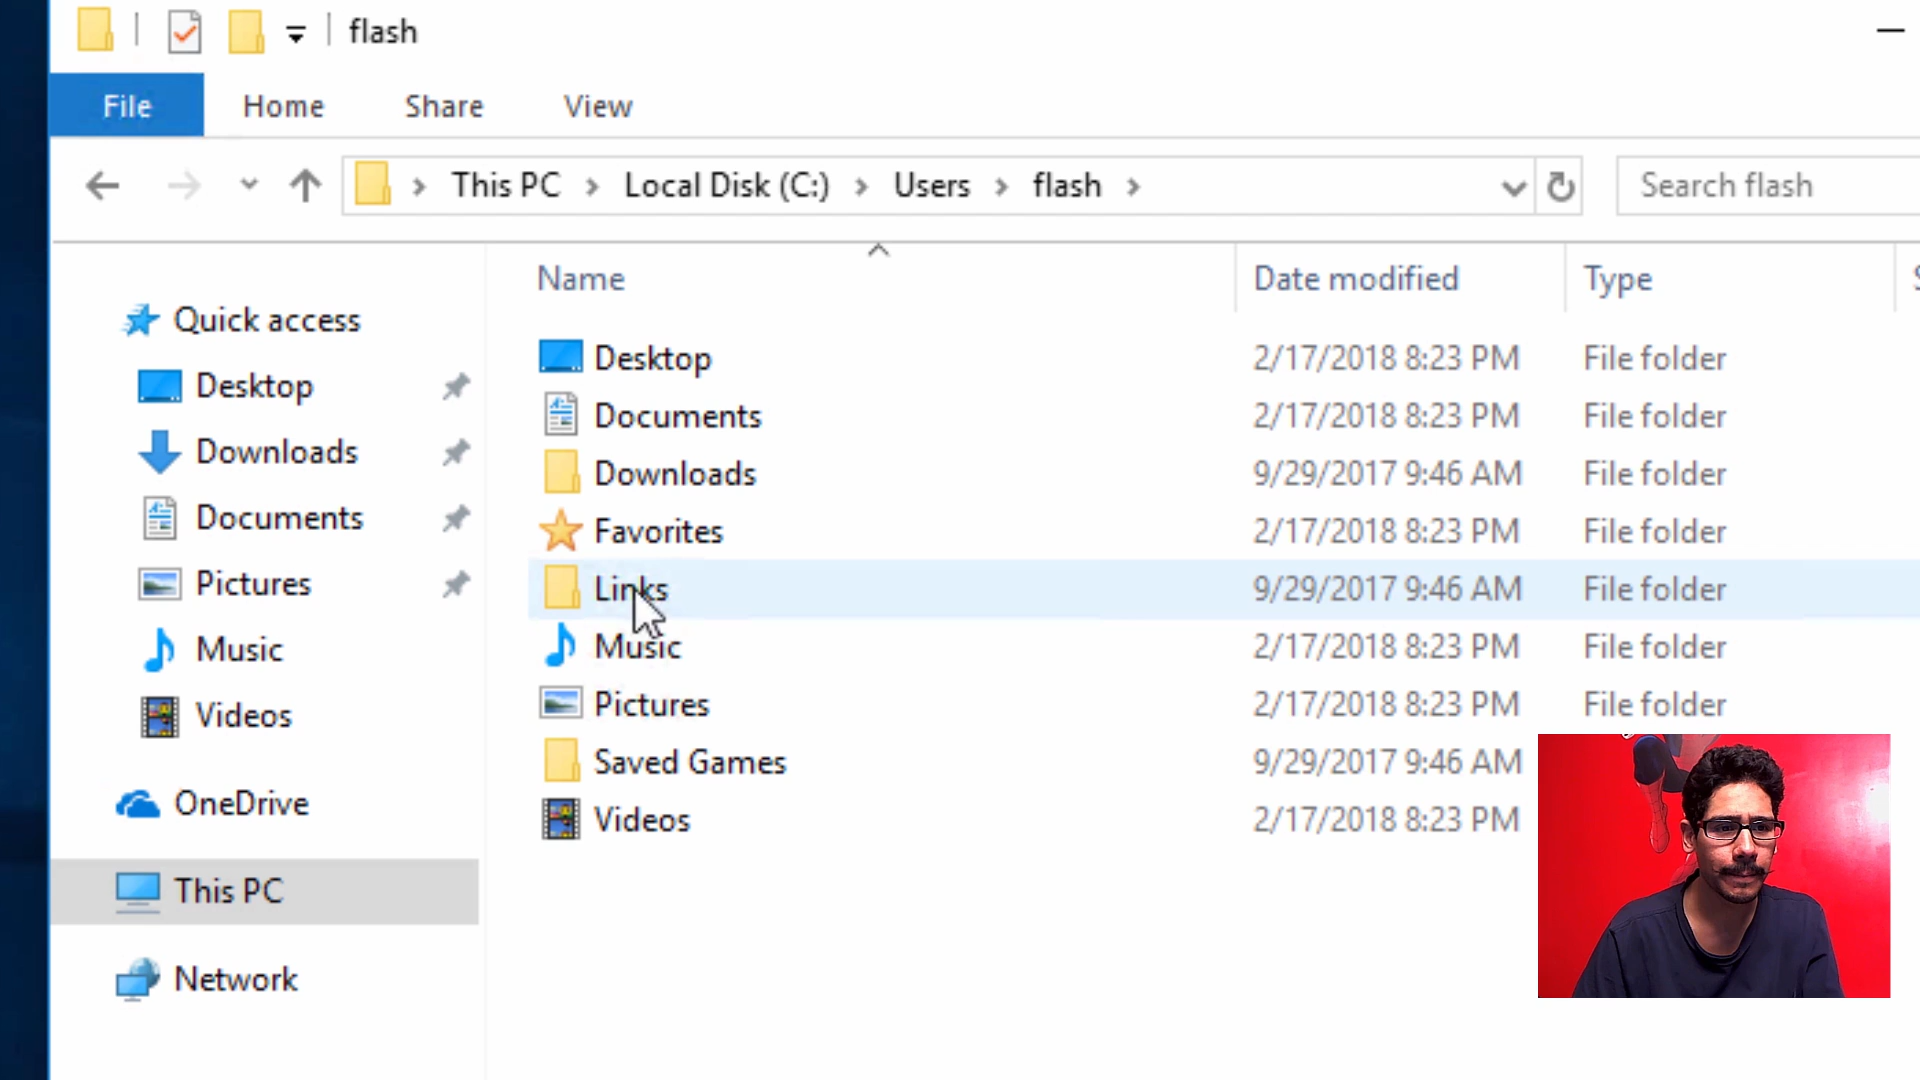 flash
File Home Share View
This PC Local Disk (C:) Users flash Search flash
Name Date modified Type
Quick access
Desktop
Downloads
Documents
Pictures
Music
Videos
OneDrive
This PC
Network
Desktop 2/17/2018 8:23 PM File folder
Documents 2/17/2018 8:23 PM File folder
Downloads 9/29/2017 9:46 AM File folder
Favorites 2/17/2018 8:23 PM File folder
Links 9/29/2017 9:46 AM File folder
Music 2/17/2018 8:23 PM File folder
Pictures 2/17/2018 8:23 PM File folder
Saved Games 9/29/2017 9:46 AM
Videos 2/17/2018 8:23 PM